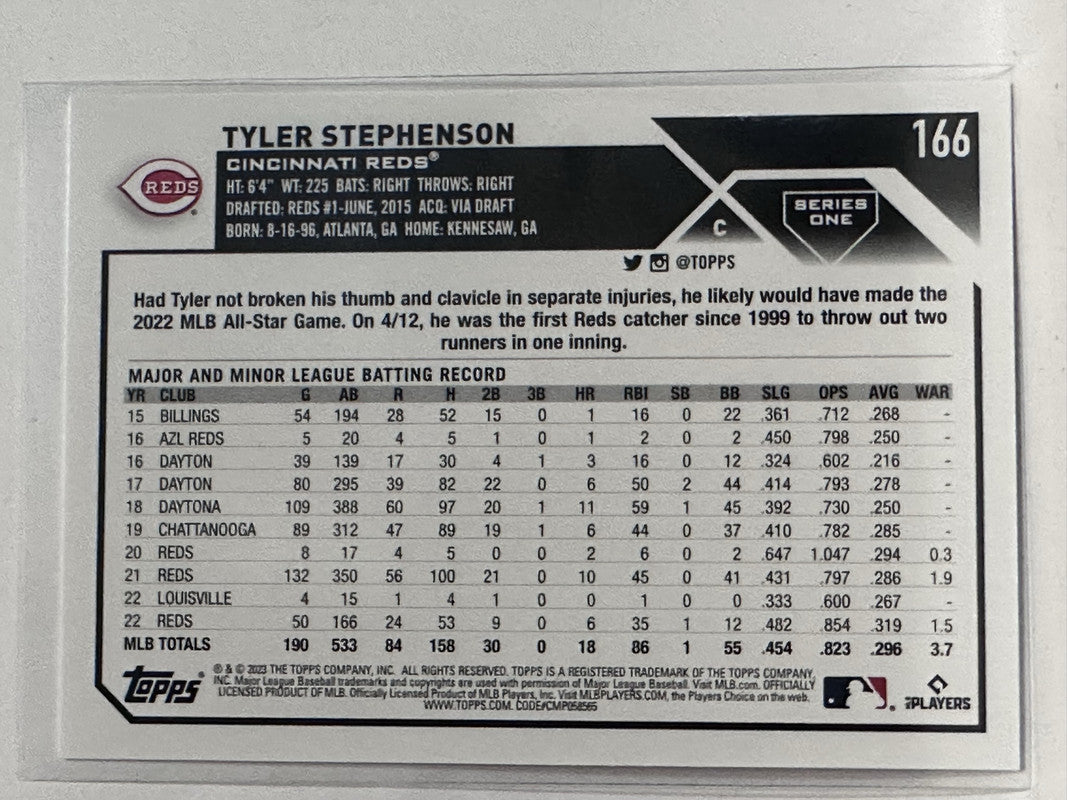 TYLER STEPHENSON
166
CINCINNATI REDS®
REDS
HT: 6'4" WT: 225 BATS: RIGHT THROWS: RIGHT
DRAFTED: REDS #1-JUNE, 2015 ACQ: VIA DRAFT
BORN: 8-16-96, ATLANTA, GA HOME: KENNESAW, GA
C
SERIES
ONE
@TOPPS
Had Tyler not broken his thumb and clavicle in separate injuries, he likely would have made the
2022 MLB All-Star Game. On 4/12, he was the first Reds catcher since 1999 to throw out two
runners in one inning.
MAJOR AND MINOR LEAGUE BATTING RECORD
YR CLUB G AB R H 2B 3B HR RBI SB BB SLG OPS AVG WAR
15 BILLINGS 54 194 28 52 15 0 1 16 0 22 .361 .712 .268 -
16 AZL REDS 5 20 4 5 1 0 1 2 0 2 .450 .798 .250 -
16 DAYTON 39 139 17 30 4 1 3 16 0 12 .324 .602 .216 -
17 DAYTON 80 295 39 82 22 0 6 50 2 44 .414 .793 .278 -
18 DAYTONA 109 388 60 97 20 1 11 59 1 45 .392 .730 .250 -
19 CHATTANOOGA 89 312 47 89 19 1 6 44 0 37 .410 .782 .285 -
20 REDS 8 17 4 5 0 0 2 6 0 2 .647 1.047 .294 0.3
21 REDS 132 350 56 100 21 0 10 45 0 41 .431 .797 .286 1.9
22 LOUISVILLE 4 15 1 4 1 0 0 1 0 0 .333 .600 .267 -
22 REDS 50 166 24 53 9 0 6 35 1 12 .482 .854 .319 1.5
MLB TOTALS 190 533 84 158 30 0 18 86 1 55 .454 .823 .296 3.7
Topps
® & © 2023 THE TOPPS COMPANY, INC. ALL RIGHTS RESERVED. TOPPS IS A REGISTERED TRADEMARK OF THE TOPPS COMPANY,
INC. Major League Baseball trademarks and copyrights are used with permission of Major League Baseball. Visit MLB.com. OFFICIALLY
LICENSED PRODUCT OF MLB. Officially Licensed Product of MLB Players, Inc. Visit MLBPLAYERS.COM, the Players Choice on the web.
WWW.TOPPS.COM. CODE#CMP058565
PLAYERS